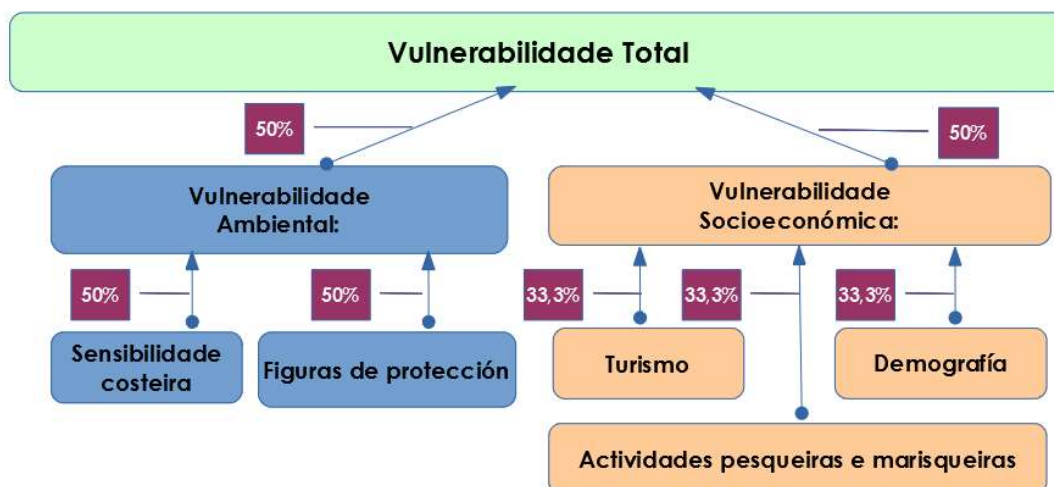 Vulnerabilidade Total
50%
50%
Vulnerabilidade
Ambiental:
Vulnerabilidade
Socioeconómica:
50%
50%
33,3%
33,3%
33,3%
Sensibilidade
costeira
Figuras de protección
Turismo
Demografía
Actividades pesqueiras e marisqueiras